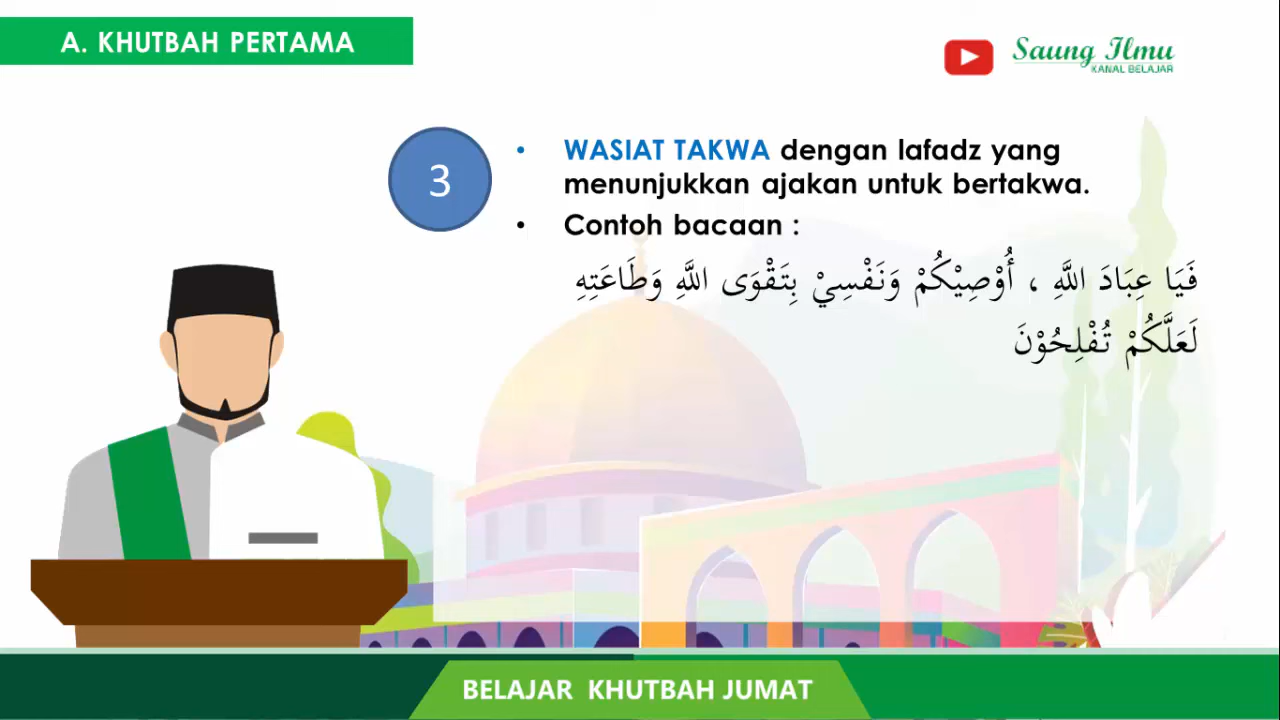 A. KHUTBAH PERTAMA
Saung Ilmu
KANAL BELAJAR
3
• WASIAT TAKWA dengan lafadz yang
menunjukkan ajakan untuk bertakwa.
• Contoh bacaan :
فَيَا عِبَادَ اللَّهِ ، أُوْصِيْكُمْ وَنَفْسِيْ بِتَقْوَى اللَّهِ وَطَاعَتِهِ
لَعَلَّكُمْ تُفْلِحُوْنَ
BELAJAR KHUTBAH JUMAT